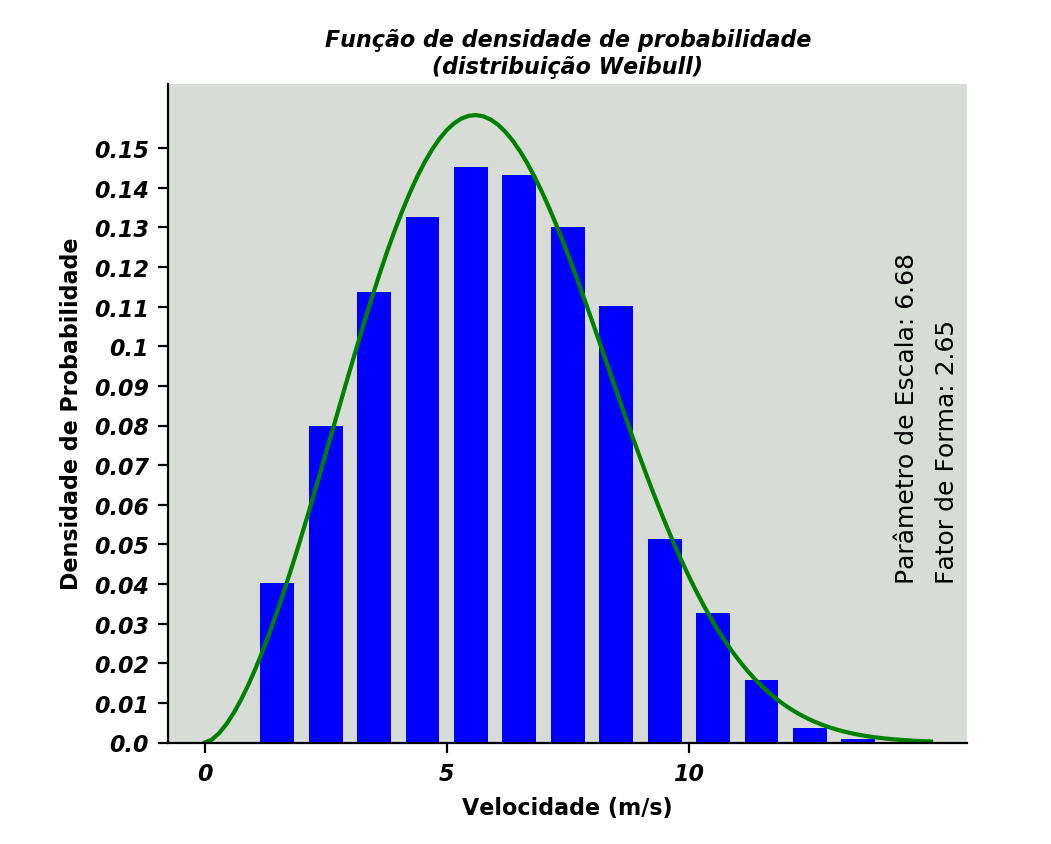 Função de densidade de probabilidade
(distribuição Weibull)
Densidade de Probabilidade
0.15
0.14
0.13
0.12
0.11
0.1
0.09
0.08
0.07
0.06
0.05
0.04
0.03
0.02
0.01
0.0
Parâmetro de Escala: 6.68
Fator de Forma: 2.65
0 5 10
Velocidade (m/s)